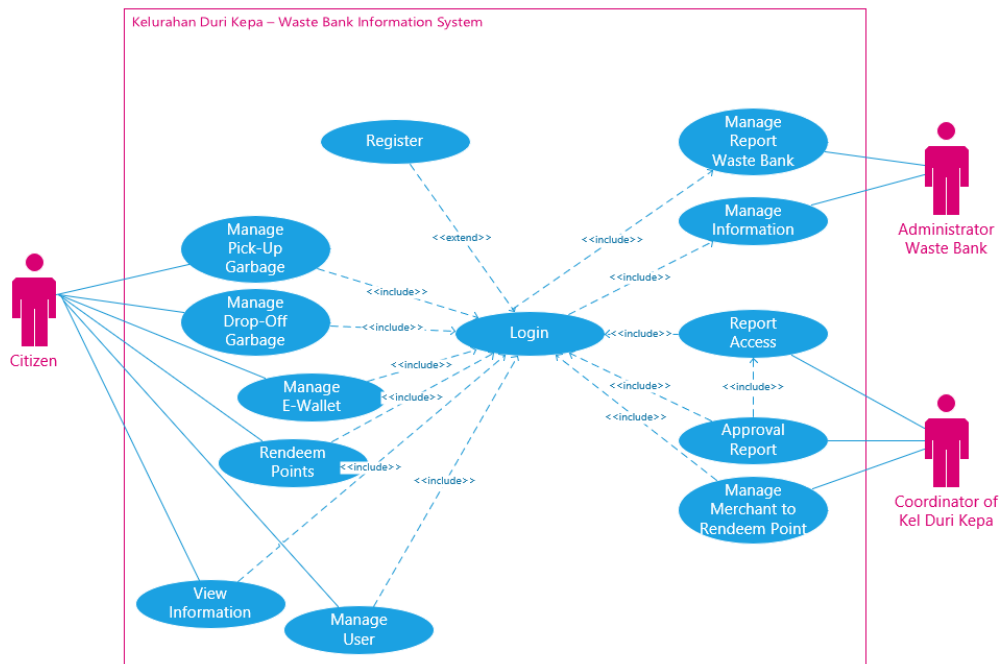 Kelurahan Duri Kepa – Waste Bank Information System
Register
Manage
Report
Waste Bank
Manage
Information
Administrator
Waste Bank
<<extend>>
<<include>>
<<include>>
Manage
Pick-Up
Garbage
<<include>>
Manage
Drop-Off
Garbage
<<include>>
Login
<<include>>
Report
Access
Citizen
Manage
E-Wallet
<<include>>
<<include>>
<<include>>
<<include>>
<<include>>
Rendeem
Points
<<include>>
<<include>>
Approval
Report
Manage
Merchant to
Rendeem Point
Coordinator of
Kel Duri Kepa
View
Information
Manage
User